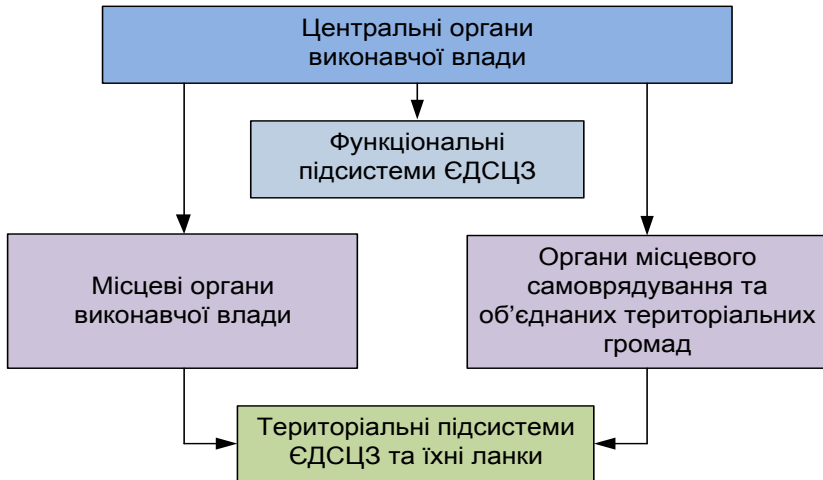 Центральні органи
виконавчої влади
Функціональні
підсистеми ЄДСЦЗ
Місцеві органи
виконавчої влади
Органи місцевого
самоврядування та
об’єднаних територіальних
громад
Територіальні підсистеми
ЄДСЦЗ та їхні ланки